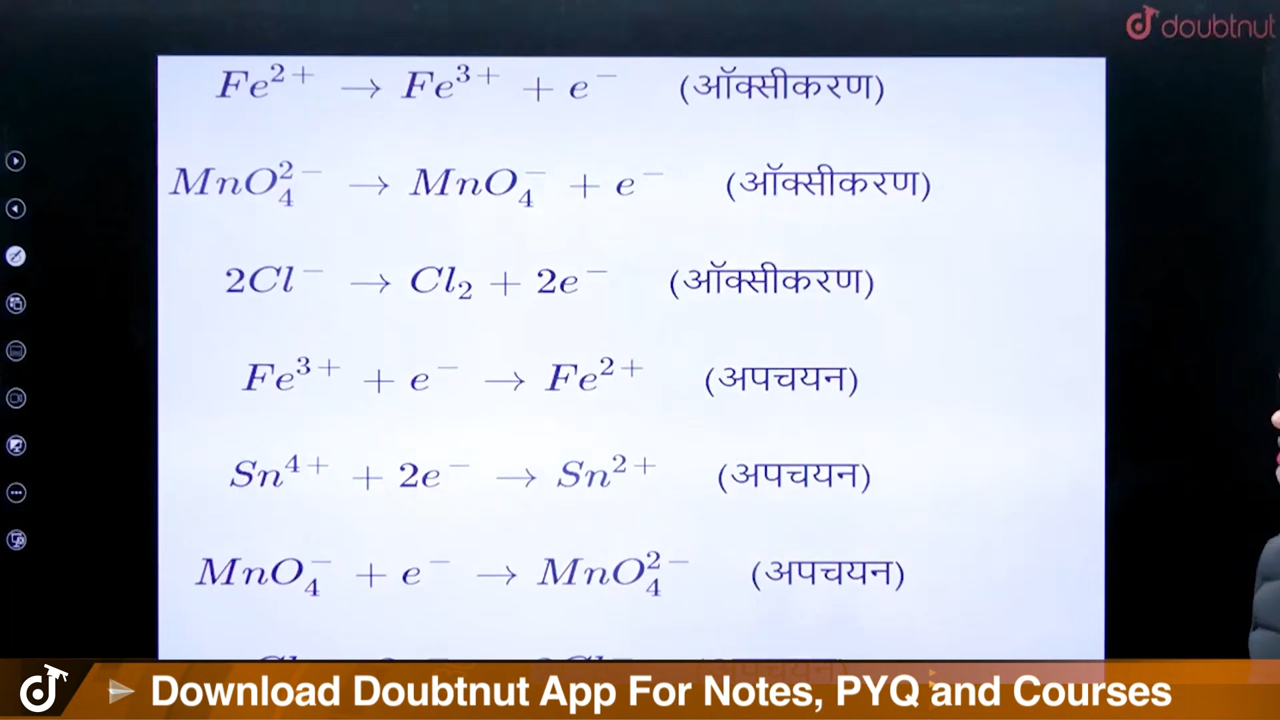 doubtnut
Fe²⁺ → Fe³⁺ + e⁻ (ऑक्सीकरण)
MnO₄²⁻ → MnO₄⁻ + e⁻ (ऑक्सीकरण)
2Cl⁻ → Cl₂ + 2e⁻ (ऑक्सीकरण)
Fe³⁺ + e⁻ → Fe²⁺ (अपचयन)
Sn⁴⁺ + 2e⁻ → Sn²⁺ (अपचयन)
MnO₄⁻ + e⁻ → MnO₄²⁻ (अपचयन)
Download Doubtnut App For Notes, PYQ and Courses